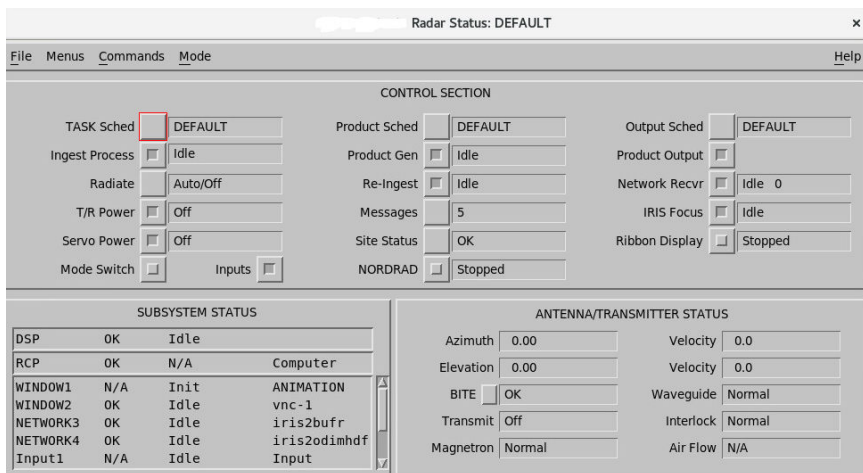 Radar Status: DEFAULT ×
File Menus Commands Mode Help
CONTROL SECTION
TASK Sched DEFAULT Product Sched DEFAULT Output Sched DEFAULT
Ingest Process Idle Product Gen Idle Product Output
Radiate Auto/Off Re-Ingest Idle Network Recvr Idle 0
T/R Power Off Messages 5 IRIS Focus Idle
Servo Power Off Site Status OK Ribbon Display Stopped
Mode Switch Inputs NORDRAD Stopped
SUBSYSTEM STATUS
DSP OK Idle
RCP OK N/A Computer
WINDOW1 N/A Init ANIMATION
WINDOW2 OK Idle vnc-1
NETWORK3 OK Idle iris2bufr
NETWORK4 OK Idle iris2odimhdf
Input1 N/A Idle Input
ANTENNA/TRANSMITTER STATUS
Azimuth 0.00 Velocity 0.0
Elevation 0.00 Velocity 0.0
BITE OK Waveguide Normal
Transmit Off Interlock Normal
Magnetron Normal Air Flow N/A